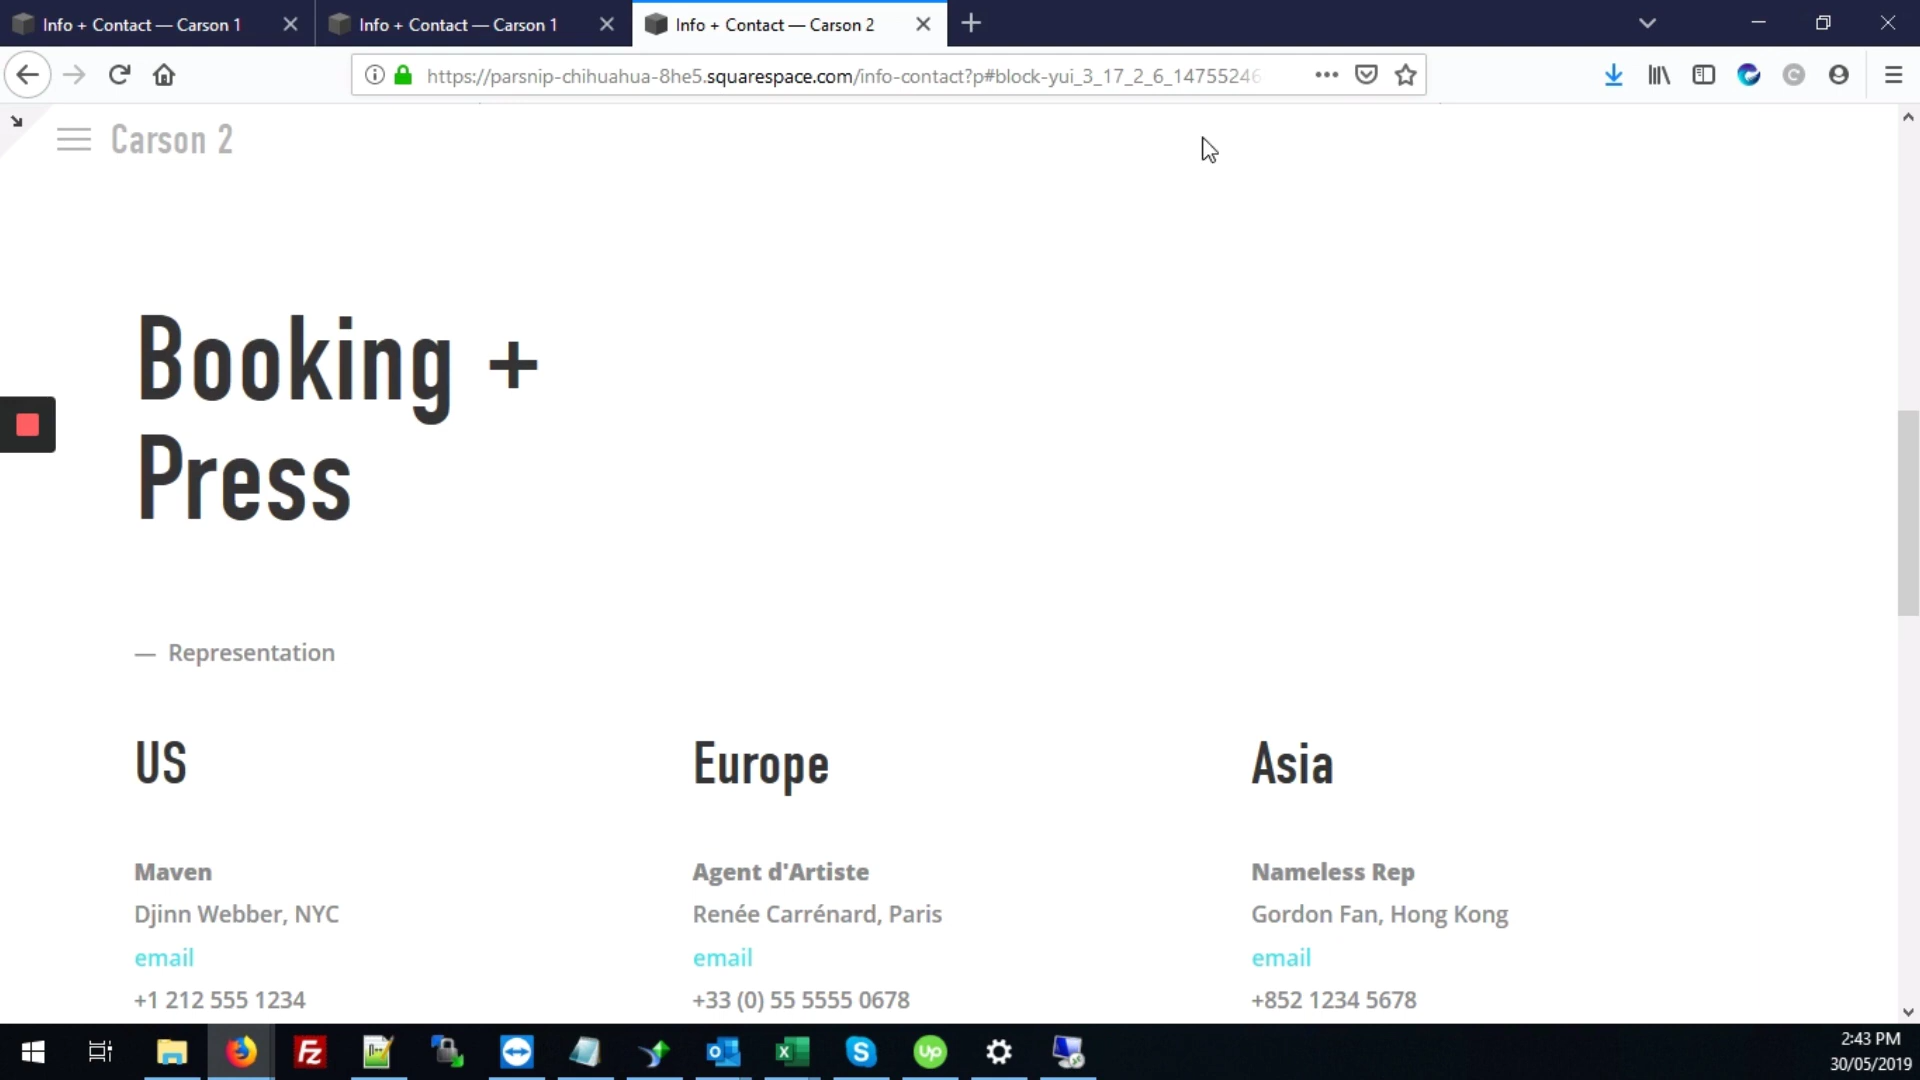 Info + Contact — Carson 1
Info + Contact — Carson 1
Info + Contact — Carson 2
https://parsnip-chihuahua-8he5.squarespace.com/info-contact?p#block-yui_3_17_2_6_14755246
Carson 2
Booking +
Press
— Representation
US
Europe
Asia
Maven
Agent d'Artiste
Nameless Rep
Djinn Webber, NYC
Renée Carrénard, Paris
Gordon Fan, Hong Kong
email
email
email
+1 212 555 1234
+33 (0) 55 5555 0678
+852 1234 5678
2:43 PM
30/05/2019